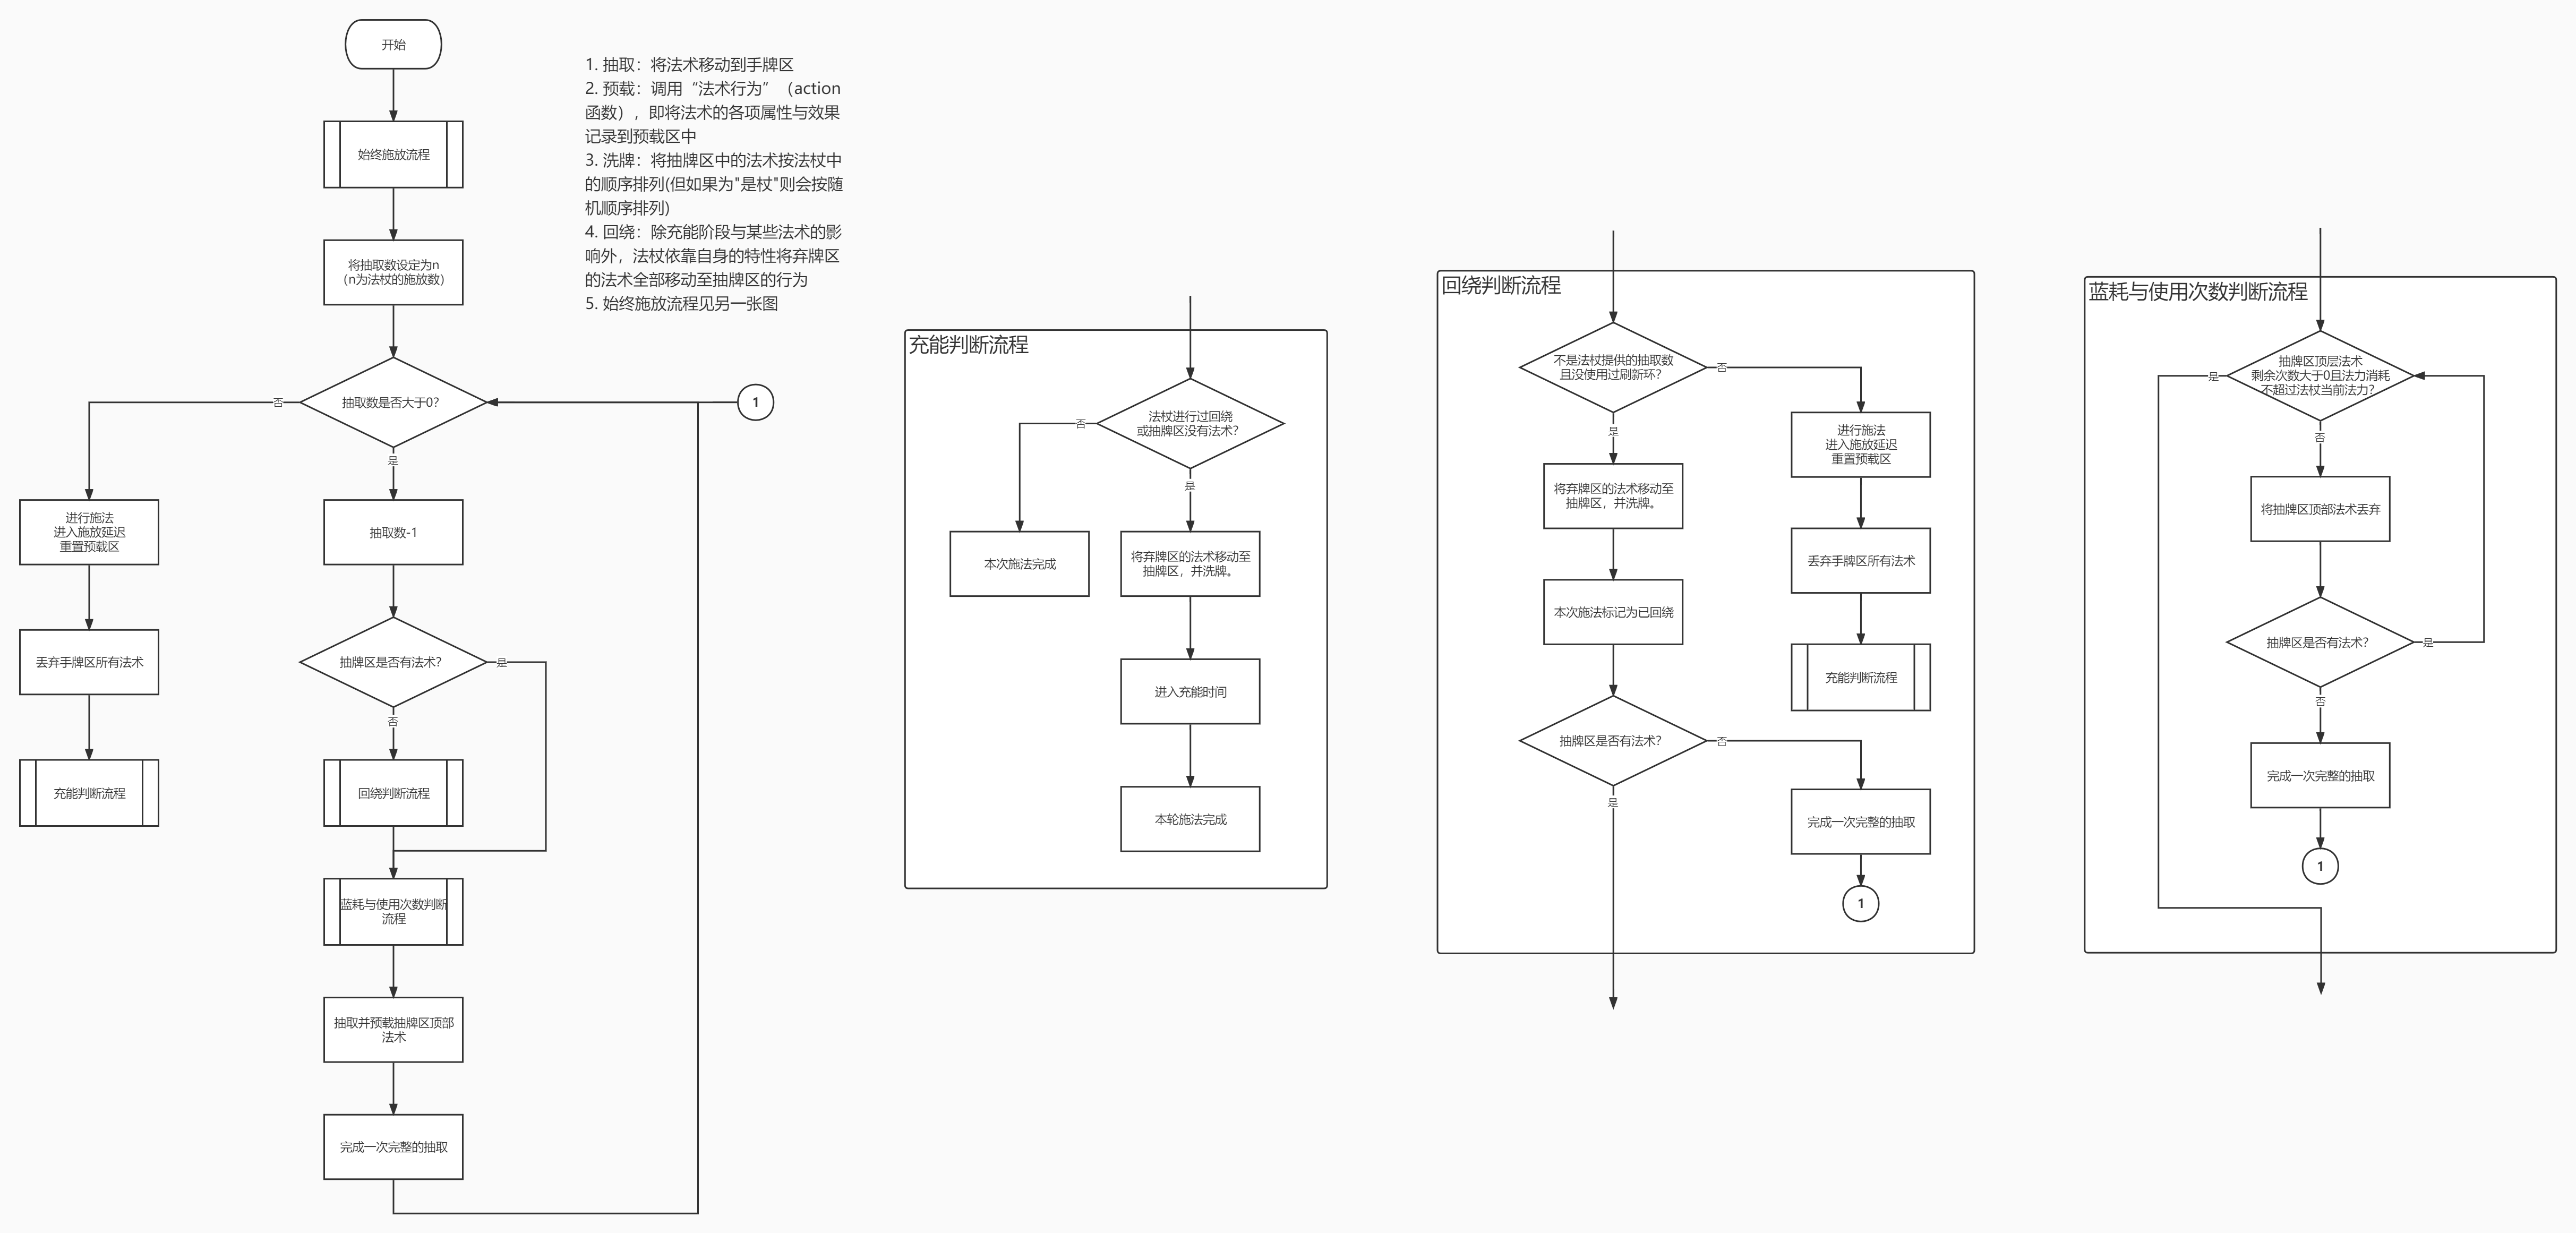 开始
始终施放流程
将抽取数设定为n
（n为法杖的施放数）
抽取数是否大于0?
否
是
1
进行施法
进入施放延迟
重置预载区
丢弃手牌区所有法术
充能判断流程
抽取数-1
抽牌区是否有法术?
是
否
回绕判断流程
蓝耗与使用次数判断
流程
抽取并预载抽牌区顶部
法术
完成一次完整的抽取
1. 抽取：将法术移动到手牌区
2. 预载：调用“法术行为”（action
函数），即将法术的各项属性与效果
记录到预载区中
3. 洗牌：将抽牌区中的法术按法杖中
的顺序排列(但如果为"是杖"则会按随
机顺序排列)
4. 回绕：除充能阶段与某些法术的影
响外，法杖依靠自身的特性将弃牌区
的法术全部移动至抽牌区的行为
5. 始终施放流程见另一张图
充能判断流程
法杖进行过回绕
或抽牌区没有法术?
否
是
本次施法完成
将弃牌区的法术移动至
抽牌区，并洗牌。
进入充能时间
本轮施法完成
回绕判断流程
不是法杖提供的抽取数
且没使用过刷新环?
否
是
将弃牌区的法术移动至
抽牌区，并洗牌。
本次施法标记为已回绕
抽牌区是否有法术?
否
是
进行施法
进入施放延迟
重置预载区
丢弃手牌区所有法术
充能判断流程
完成一次完整的抽取
1
蓝耗与使用次数判断流程
抽牌区顶层法术
剩余次数大于0且法力消耗
不超过法杖当前法力?
是
否
将抽牌区顶部法术丢弃
抽牌区是否有法术?
是
否
完成一次完整的抽取
1